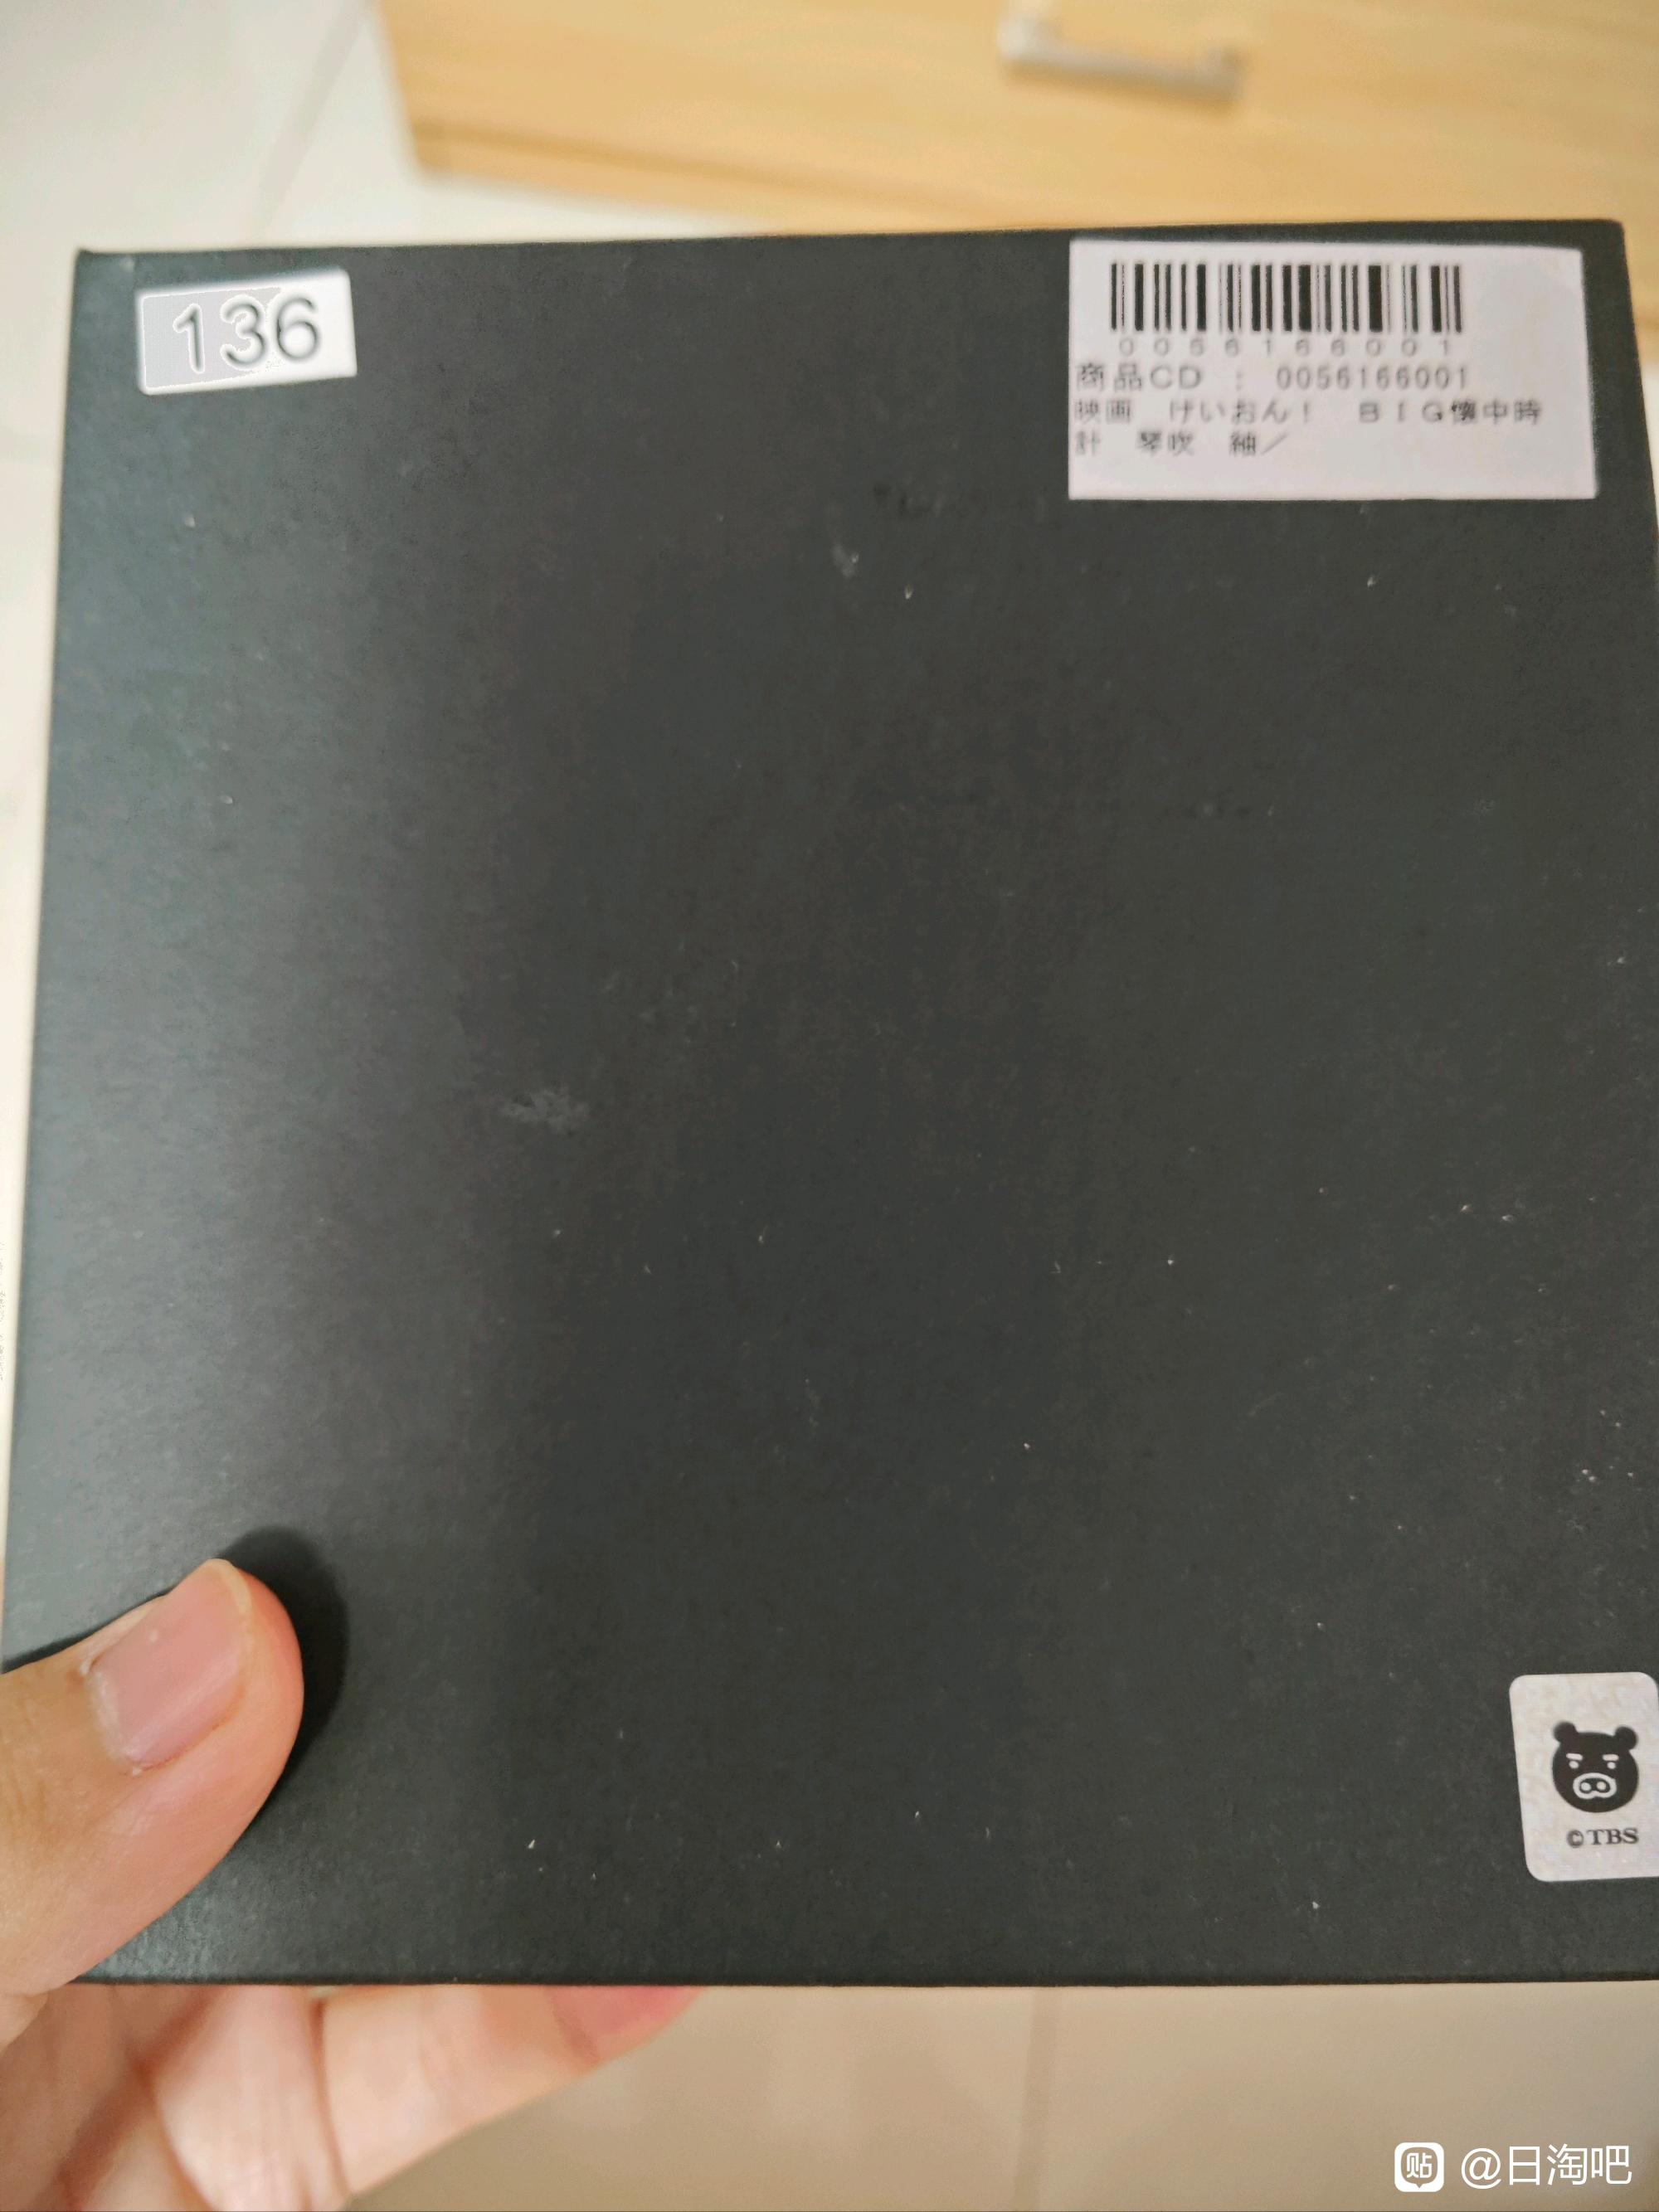 136
0056166001
商品CD : 0056166001
映画 けいおん! BIG懐中時
計 琴吹 紬/
©TBS
贴 @日淘吧